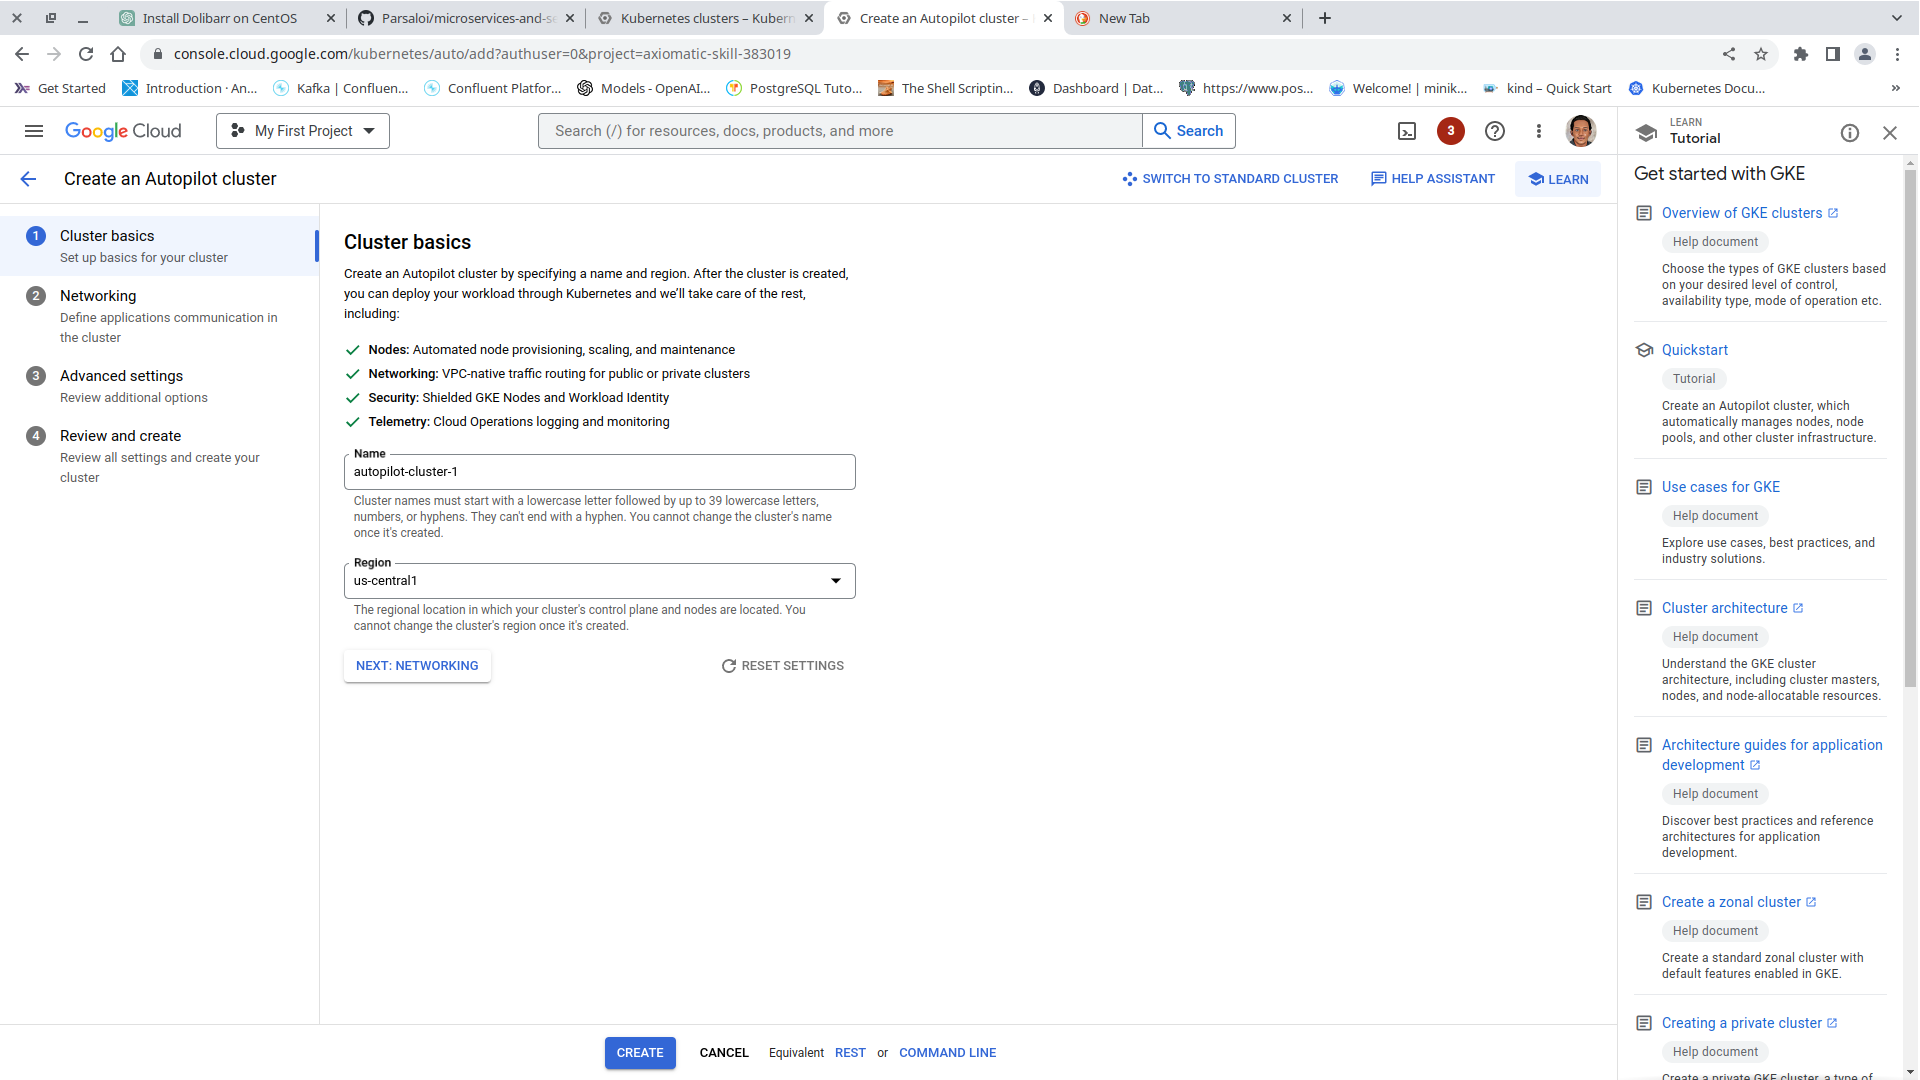 Install Dolibarr on CentOS
Parsaloi/microservices-and-se
Kubernetes clusters – Kubern
Create an Autopilot cluster –
New Tab
console.cloud.google.com/kubernetes/auto/add?authuser=0&project=axiomatic-skill-383019
Get Started
Introduction · An...
Kafka | Confluen...
Confluent Platfor...
Models - OpenAI...
PostgreSQL Tuto...
The Shell Scriptin...
Dashboard | Dat...
https://www.pos...
Welcome! | minik...
kind – Quick Start
Kubernetes Docu...
»
Google Cloud
My First Project
Search (/) for resources, docs, products, and more
Search
3
LEARN
Tutorial
Create an Autopilot cluster
SWITCH TO STANDARD CLUSTER
HELP ASSISTANT
LEARN
1
Cluster basics
Set up basics for your cluster
2
Networking
Define applications communication in
the cluster
3
Advanced settings
Review additional options
4
Review and create
Review all settings and create your
cluster
Cluster basics
Create an Autopilot cluster by specifying a name and region. After the cluster is created,
you can deploy your workload through Kubernetes and we'll take care of the rest,
including:
Nodes: Automated node provisioning, scaling, and maintenance
Networking: VPC-native traffic routing for public or private clusters
Security: Shielded GKE Nodes and Workload Identity
Telemetry: Cloud Operations logging and monitoring
Name
autopilot-cluster-1
Cluster names must start with a lowercase letter followed by up to 39 lowercase letters,
numbers, or hyphens. They can't end with a hyphen. You cannot change the cluster's name
once it's created.
Region
us-central1
The regional location in which your cluster's control plane and nodes are located. You
cannot change the cluster's region once it's created.
NEXT: NETWORKING
RESET SETTINGS
CREATE
CANCEL
Equivalent REST or COMMAND LINE
Get started with GKE
Overview of GKE clusters
Help document
Choose the types of GKE clusters based
on your desired level of control,
availability type, mode of operation etc.
Quickstart
Tutorial
Create an Autopilot cluster, which
automatically manages nodes, node
pools, and other cluster infrastructure.
Use cases for GKE
Help document
Explore use cases, best practices, and
industry solutions.
Cluster architecture
Help document
Understand the GKE cluster
architecture, including cluster masters,
nodes, and node-allocatable resources.
Architecture guides for application
development
Help document
Discover best practices and reference
architectures for application
development.
Create a zonal cluster
Help document
Create a standard zonal cluster with
default features enabled in GKE.
Creating a private cluster
Help document
Create a private GKE cluster, a type of